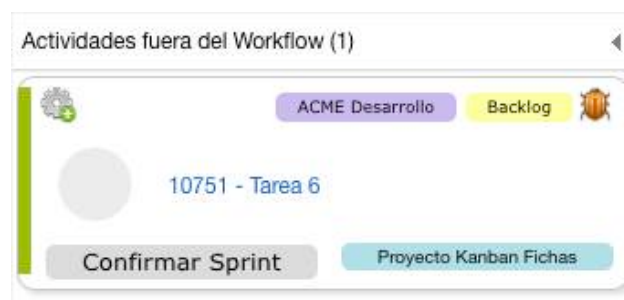 Actividades fuera del Workflow (1)
ACME Desarrollo Backlog
10751 - Tarea 6
Confirmar Sprint Proyecto Kanban Fichas